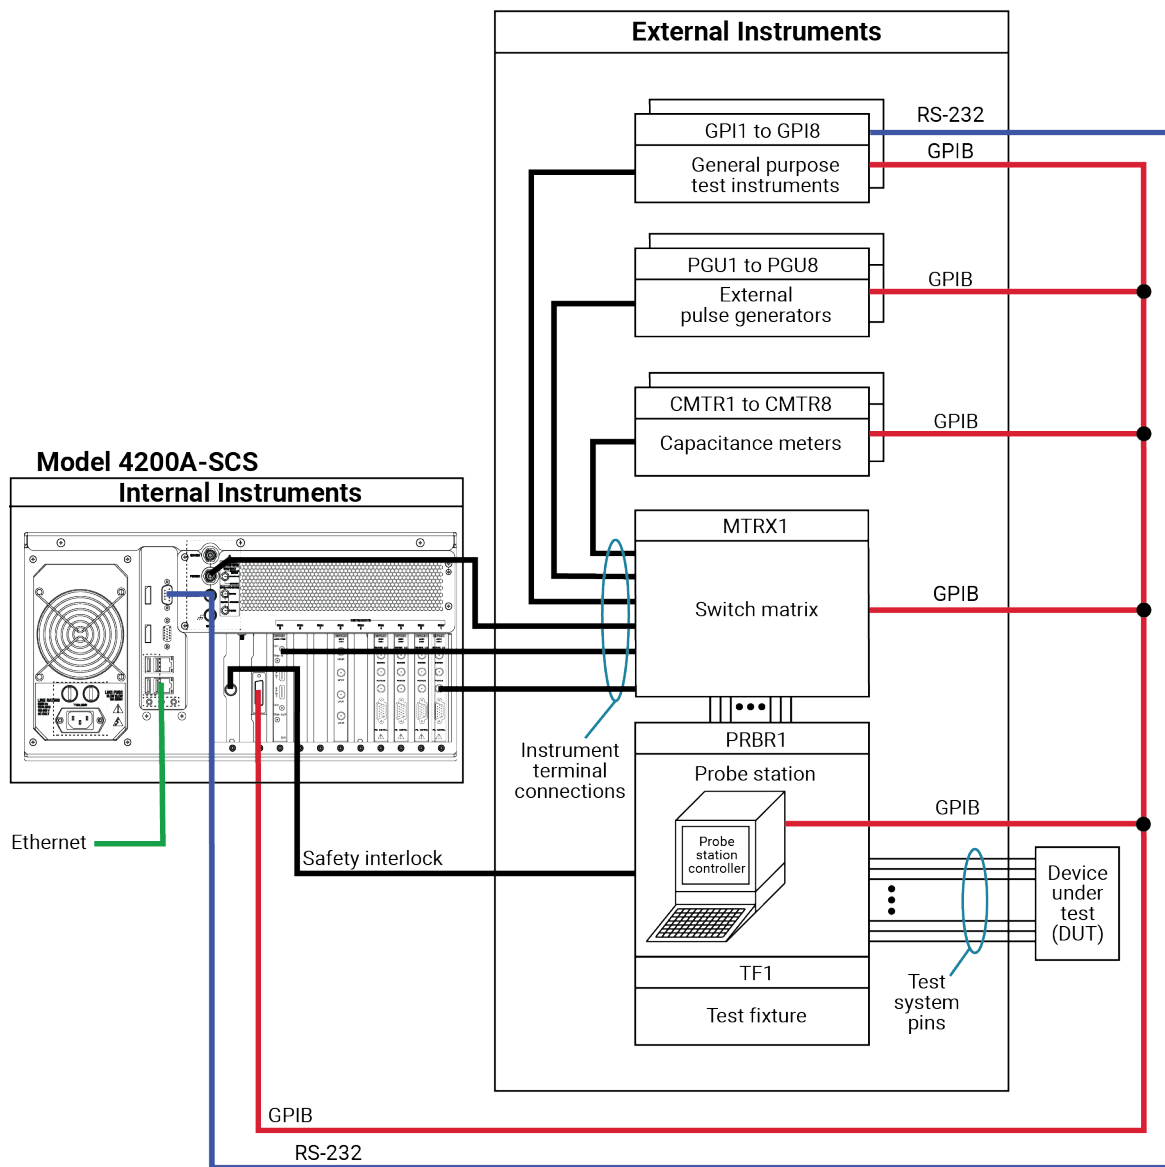 External Instruments
GPI1 to GPI8
General purpose
test instruments
RS-232
GPIB
PGU1 to PGU8
External
pulse generators
GPIB
CMTR1 to CMTR8
Capacitance meters
GPIB
Model 4200A-SCS
Internal Instruments
MTRX1
Switch matrix
GPIB
Instrument
terminal
connections
PRBR1
Probe station
Probe
station
controller
GPIB
Ethernet
Safety interlock
Device
under
test
(DUT)
TF1
Test fixture
Test
system
pins
GPIB
RS-232